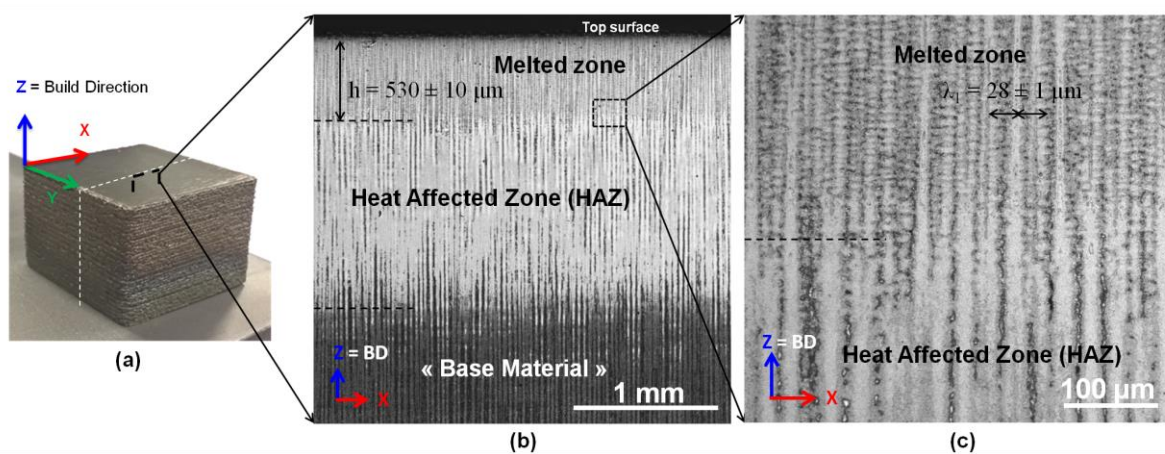 Z = Build Direction
X
Y
(a)
Top surface
Melted zone
h = 530 ± 10 μm
Heat Affected Zone (HAZ)
Z = BD
« Base Material »
X
1 mm
(b)
Melted zone
λ₁ = 28 ± 1 μm
Z = BD
Heat Affected Zone (HAZ)
X
100 μm
(c)